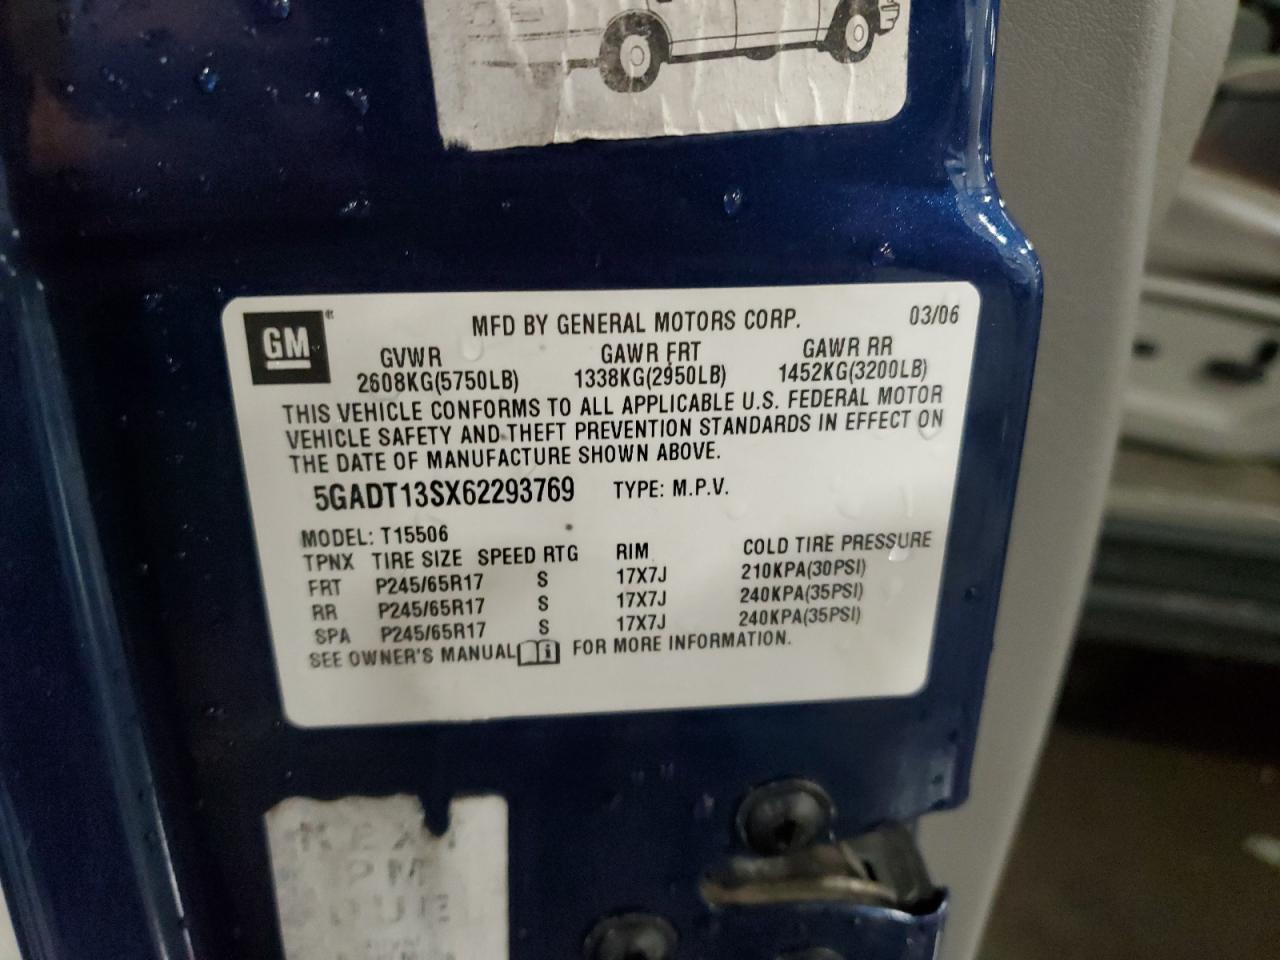 GM
MFD BY GENERAL MOTORS CORP. 03/06
GVWR GAWR FRT GAWR RR
2608KG(5750LB) 1338KG(2950LB) 1452KG(3200LB)
THIS VEHICLE CONFORMS TO ALL APPLICABLE U.S. FEDERAL MOTOR
VEHICLE SAFETY AND THEFT PREVENTION STANDARDS IN EFFECT ON
THE DATE OF MANUFACTURE SHOWN ABOVE.
5GADT13SX62293769 TYPE: M.P.V.
MODEL: T15506
TPNX TIRE SIZE SPEED RTG RIM COLD TIRE PRESSURE
FRT P245/65R17 S 17X7J 210KPA(30PSI)
RR P245/65R17 S 17X7J 240KPA(35PSI)
SPA P245/65R17 S 17X7J 240KPA(35PSI)
SEE OWNER'S MANUAL FOR MORE INFORMATION.
NEXT
PM
DUE